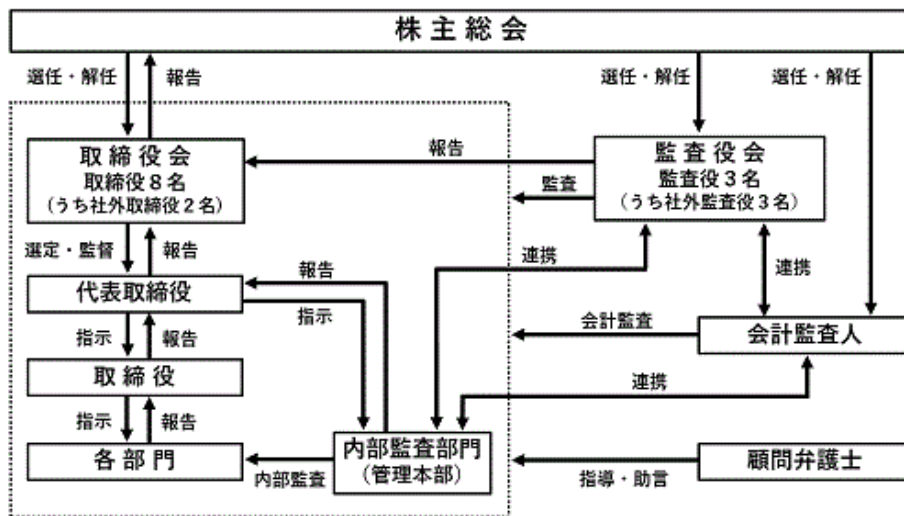 株主総会
選任・解任
報告
選任・解任
選任・解任
取締役会
取締役8名
（うち社外取締役2名）
報告
監査役会
監査役3名
（うち社外監査役3名）
監査
選定・監督
報告
報告
連携
連携
代表取締役
指示
会計監査
会計監査人
指示
報告
取締役
連携
指示
報告
各部門
内部監査
内部監査部門
（管理本部）
指導・助言
顧問弁護士